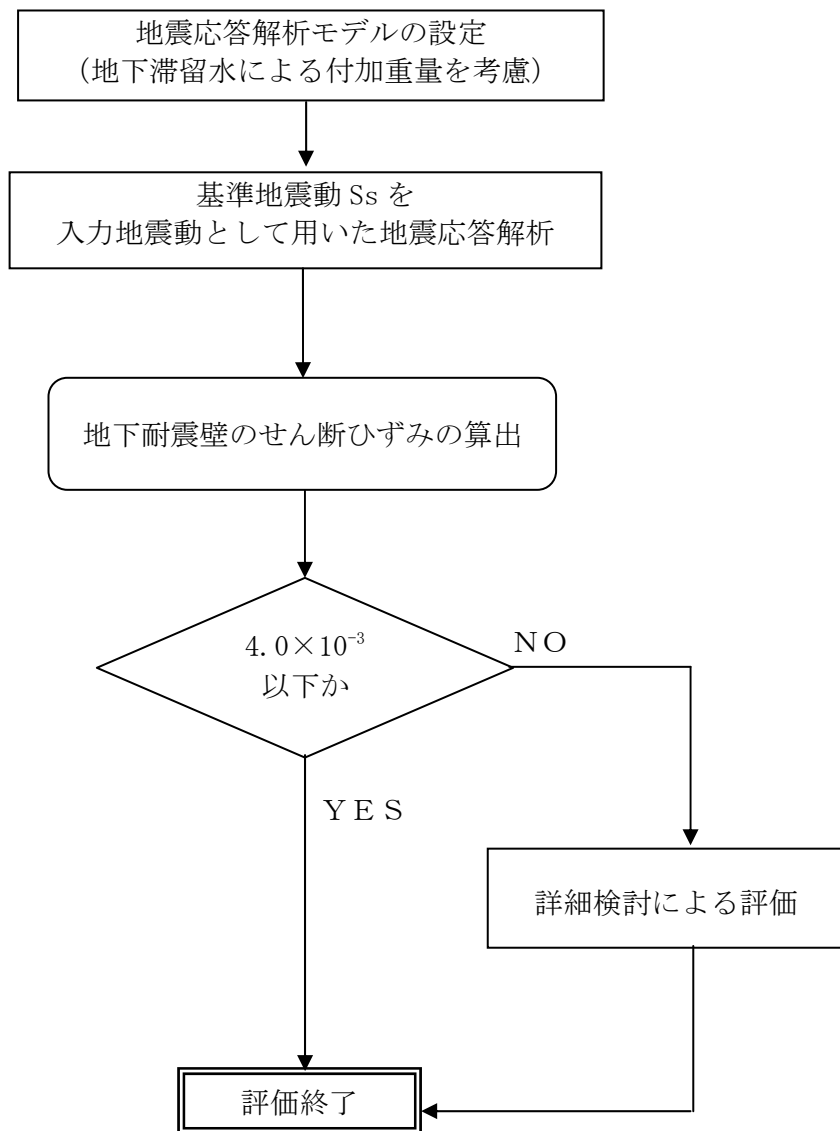 地震応答解析モデルの設定
（地下滞留水による付加重量を考慮）
基準地震動 Ss を
入力地震動として用いた地震応答解析
地下耐震壁のせん断ひずみの算出
4.0×10⁻³
以下か
ＮＯ
ＹＥＳ
詳細検討による評価
評価終了